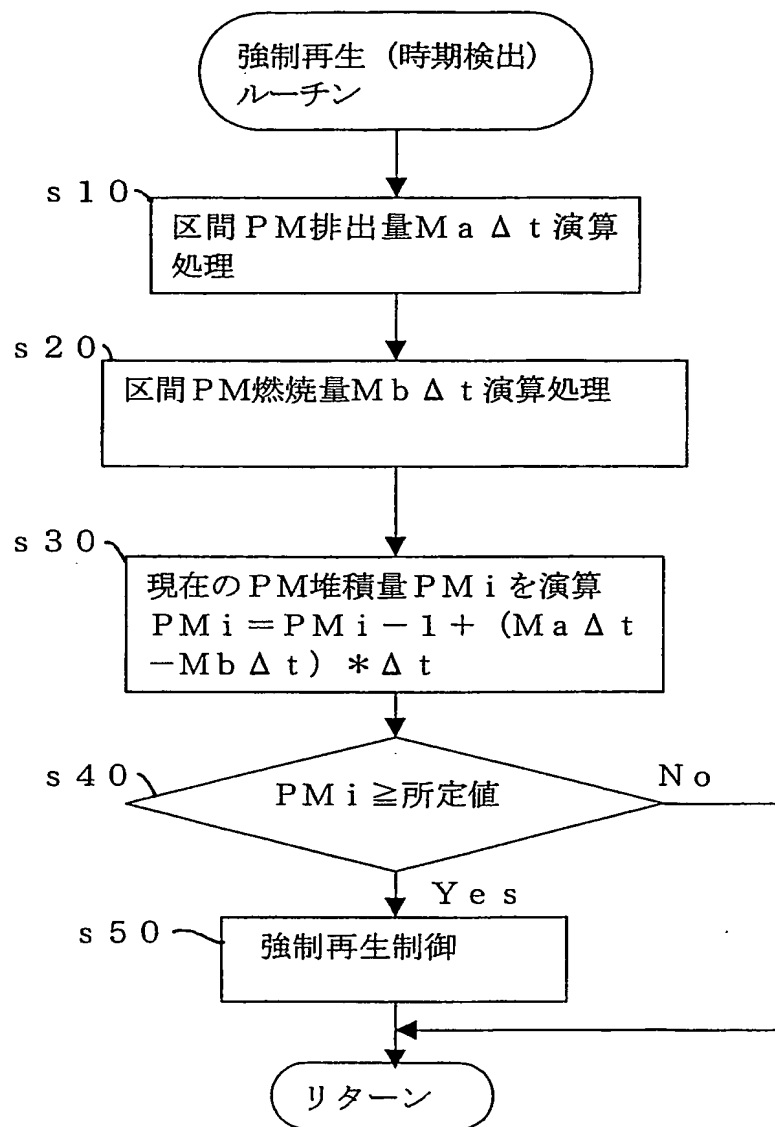 強制再生（時期検出）
ルーチン
ｓ１０
区間ＰＭ排出量ＭａΔｔ演算
処理
ｓ２０
区間ＰＭ燃焼量ＭｂΔｔ演算処理
ｓ３０
現在のＰＭ堆積量ＰＭｉを演算
ＰＭｉ＝ＰＭｉ－１＋（ＭａΔｔ
－ＭｂΔｔ）＊Δｔ
ｓ４０
ＰＭｉ≧所定値
Ｎｏ
Ｙｅｓ
ｓ５０
強制再生制御
リターン